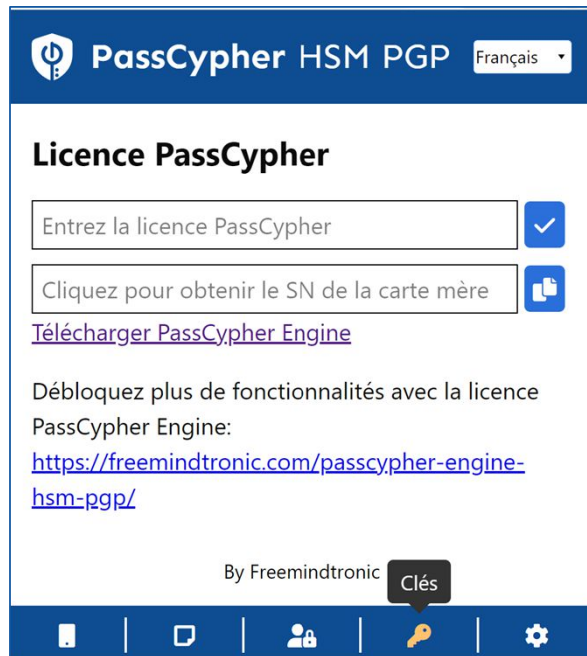 PassCypher HSM PGP
Français
Licence PassCypher
Entrez la licence PassCypher
Cliquez pour obtenir le SN de la carte mère
Télécharger PassCypher Engine
Débloquez plus de fonctionnalités avec la licence
PassCypher Engine:
https://freemindtronic.com/passcypher-engine-
hsm-pgp/
By Freemindtronic
Clés